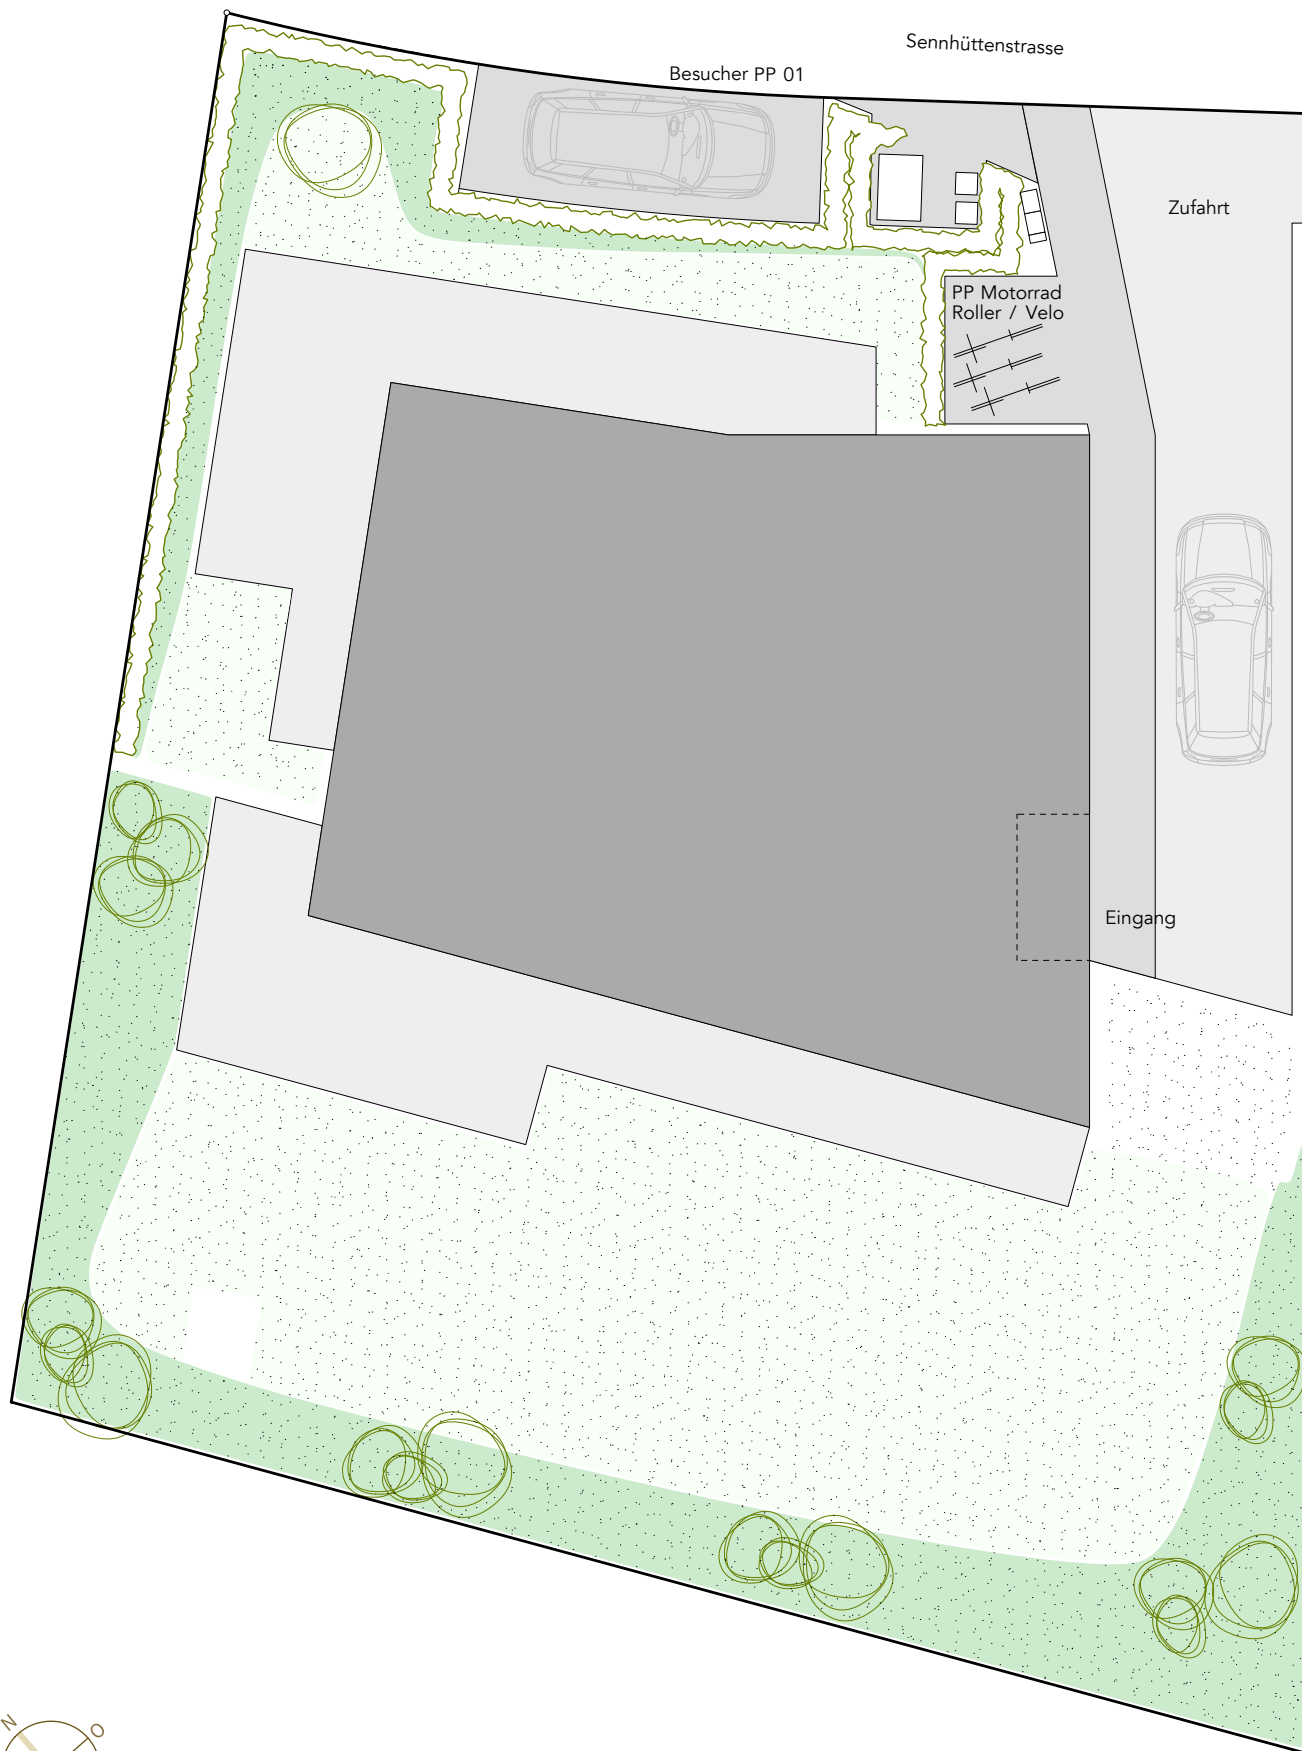 Sennhüttenstrasse
Besucher PP 01
Zufahrt
PP Motorrad
Roller / Velo
Eingang
N
O